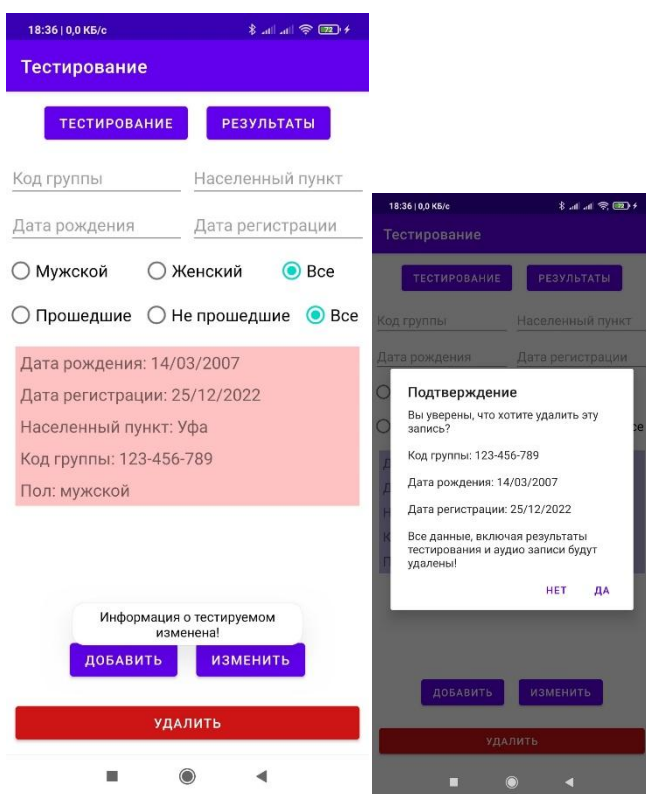 18:36 | 0,0 КБ/с
72
Тестирование
ТЕСТИРОВАНИЕ РЕЗУЛЬТАТЫ
Код группы Населенный пункт
Дата рождения Дата регистрации
Мужской Женский Все
Прошедшие Не прошедшие Все
Дата рождения: 14/03/2007
Дата регистрации: 25/12/2022
Населенный пункт: Уфа
Код группы: 123-456-789
Пол: мужской
Информация о тестируемом
изменена!
ДОБАВИТЬ ИЗМЕНИТЬ
УДАЛИТЬ
18:36 | 0,0 КБ/с
Тестирование
ТЕСТИРОВАНИЕ РЕЗУЛЬТАТЫ
Код группы Населенный пункт
Дата рождения Дата регистрации
Подтверждение
Вы уверены, что хотите удалить эту
запись?
Код группы: 123-456-789
Дата рождения: 14/03/2007
Дата регистрации: 25/12/2022
Все данные, включая результаты
тестирования и аудио записи будут
удалены!
НЕТ ДА
ДОБАВИТЬ ИЗМЕНИТЬ
УДАЛИТЬ